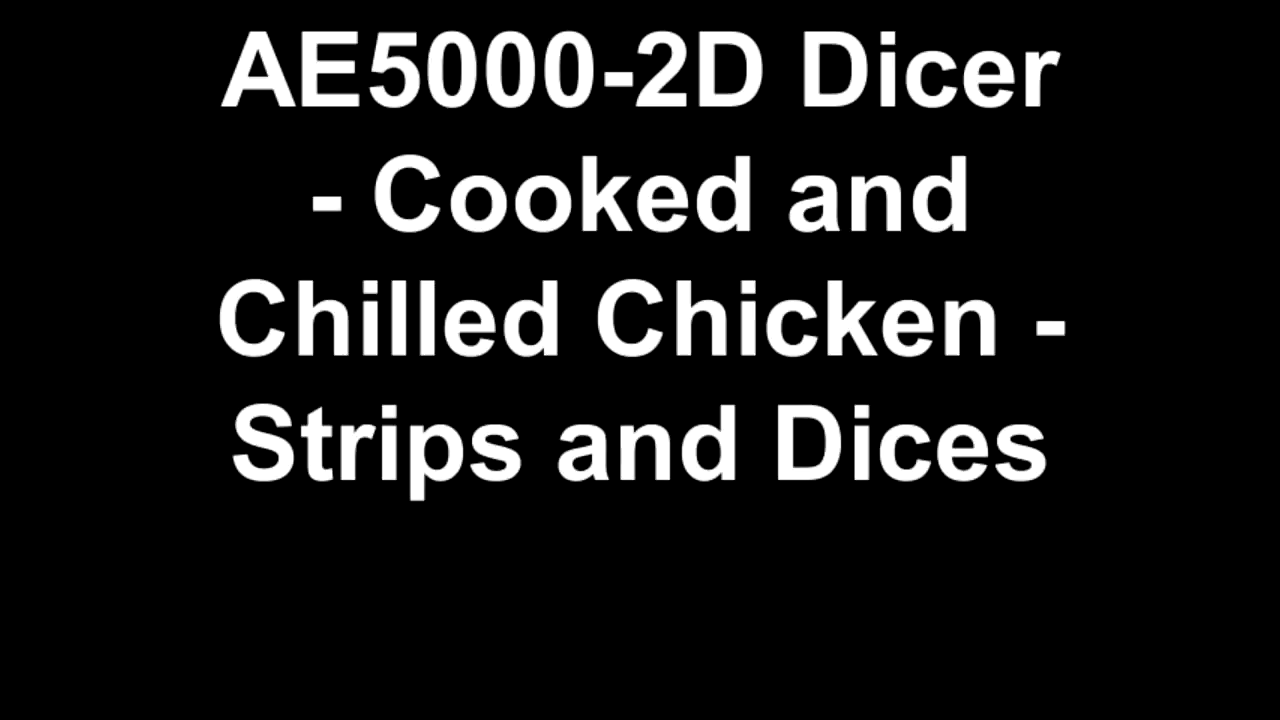 AE5000-2D Dicer
- Cooked and
Chilled Chicken -
Strips and Dices